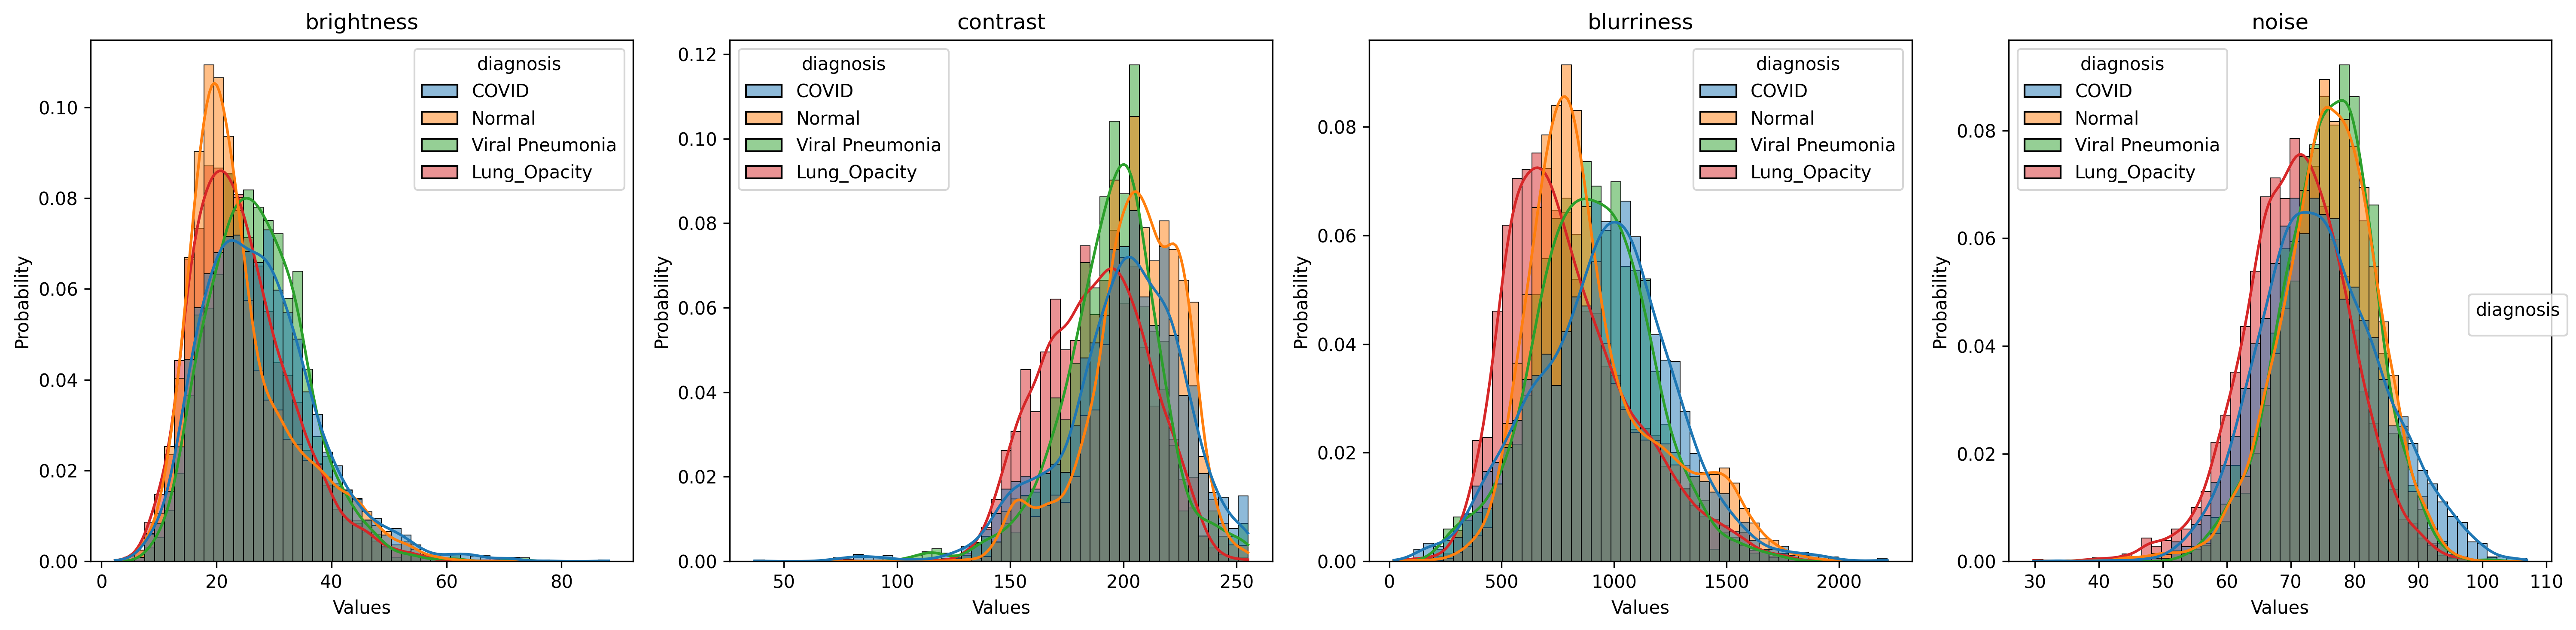 brightness
diagnosis
COVID
Normal
Viral Pneumonia
Lung_Opacity
Probability
0.10
0.08
0.06
0.04
0.02
0.00
0 20 40 60 80
Values
contrast
diagnosis
COVID
Normal
Viral Pneumonia
Lung_Opacity
Probability
0.12
0.10
0.08
0.06
0.04
0.02
0.00
50 100 150 200 250
Values
blurriness
diagnosis
COVID
Normal
Viral Pneumonia
Lung_Opacity
Probability
0.08
0.06
0.04
0.02
0.00
0 500 1000 1500 2000
Values
noise
diagnosis
COVID
Normal
Viral Pneumonia
Lung_Opacity
Probability
0.08
0.06
0.04
0.02
0.00
30 40 50 60 70 80 90 100 110
Values
diagnosis